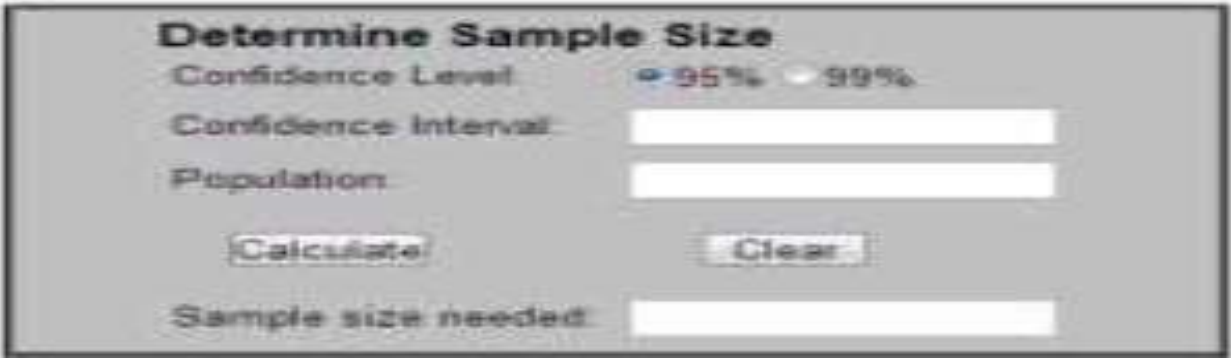 Determine Sample Size
Confidence Level: 95% 99%
Confidence Interval:
Population:
Calculate Clear
Sample size needed: